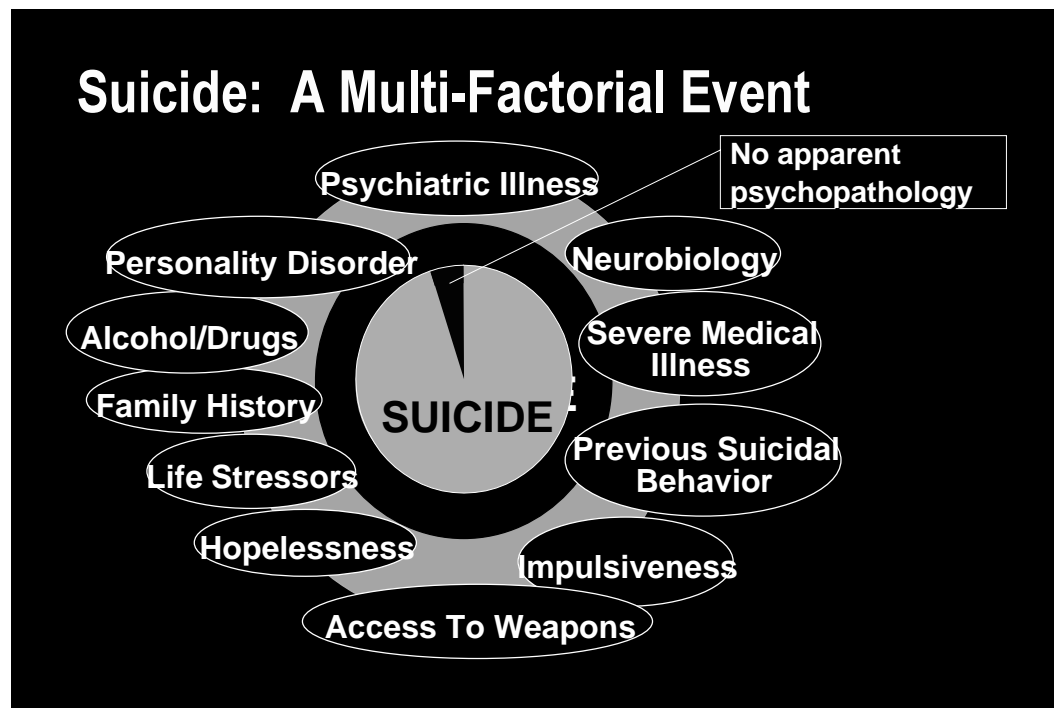 Suicide: A Multi-Factorial Event
No apparent
psychopathology
Psychiatric Illness
Neurobiology
Personality Disorder
Severe Medical
Illness
Alcohol/Drugs
Family History
SUICIDE
Previous Suicidal
Behavior
Life Stressors
Hopelessness
Impulsiveness
Access To Weapons